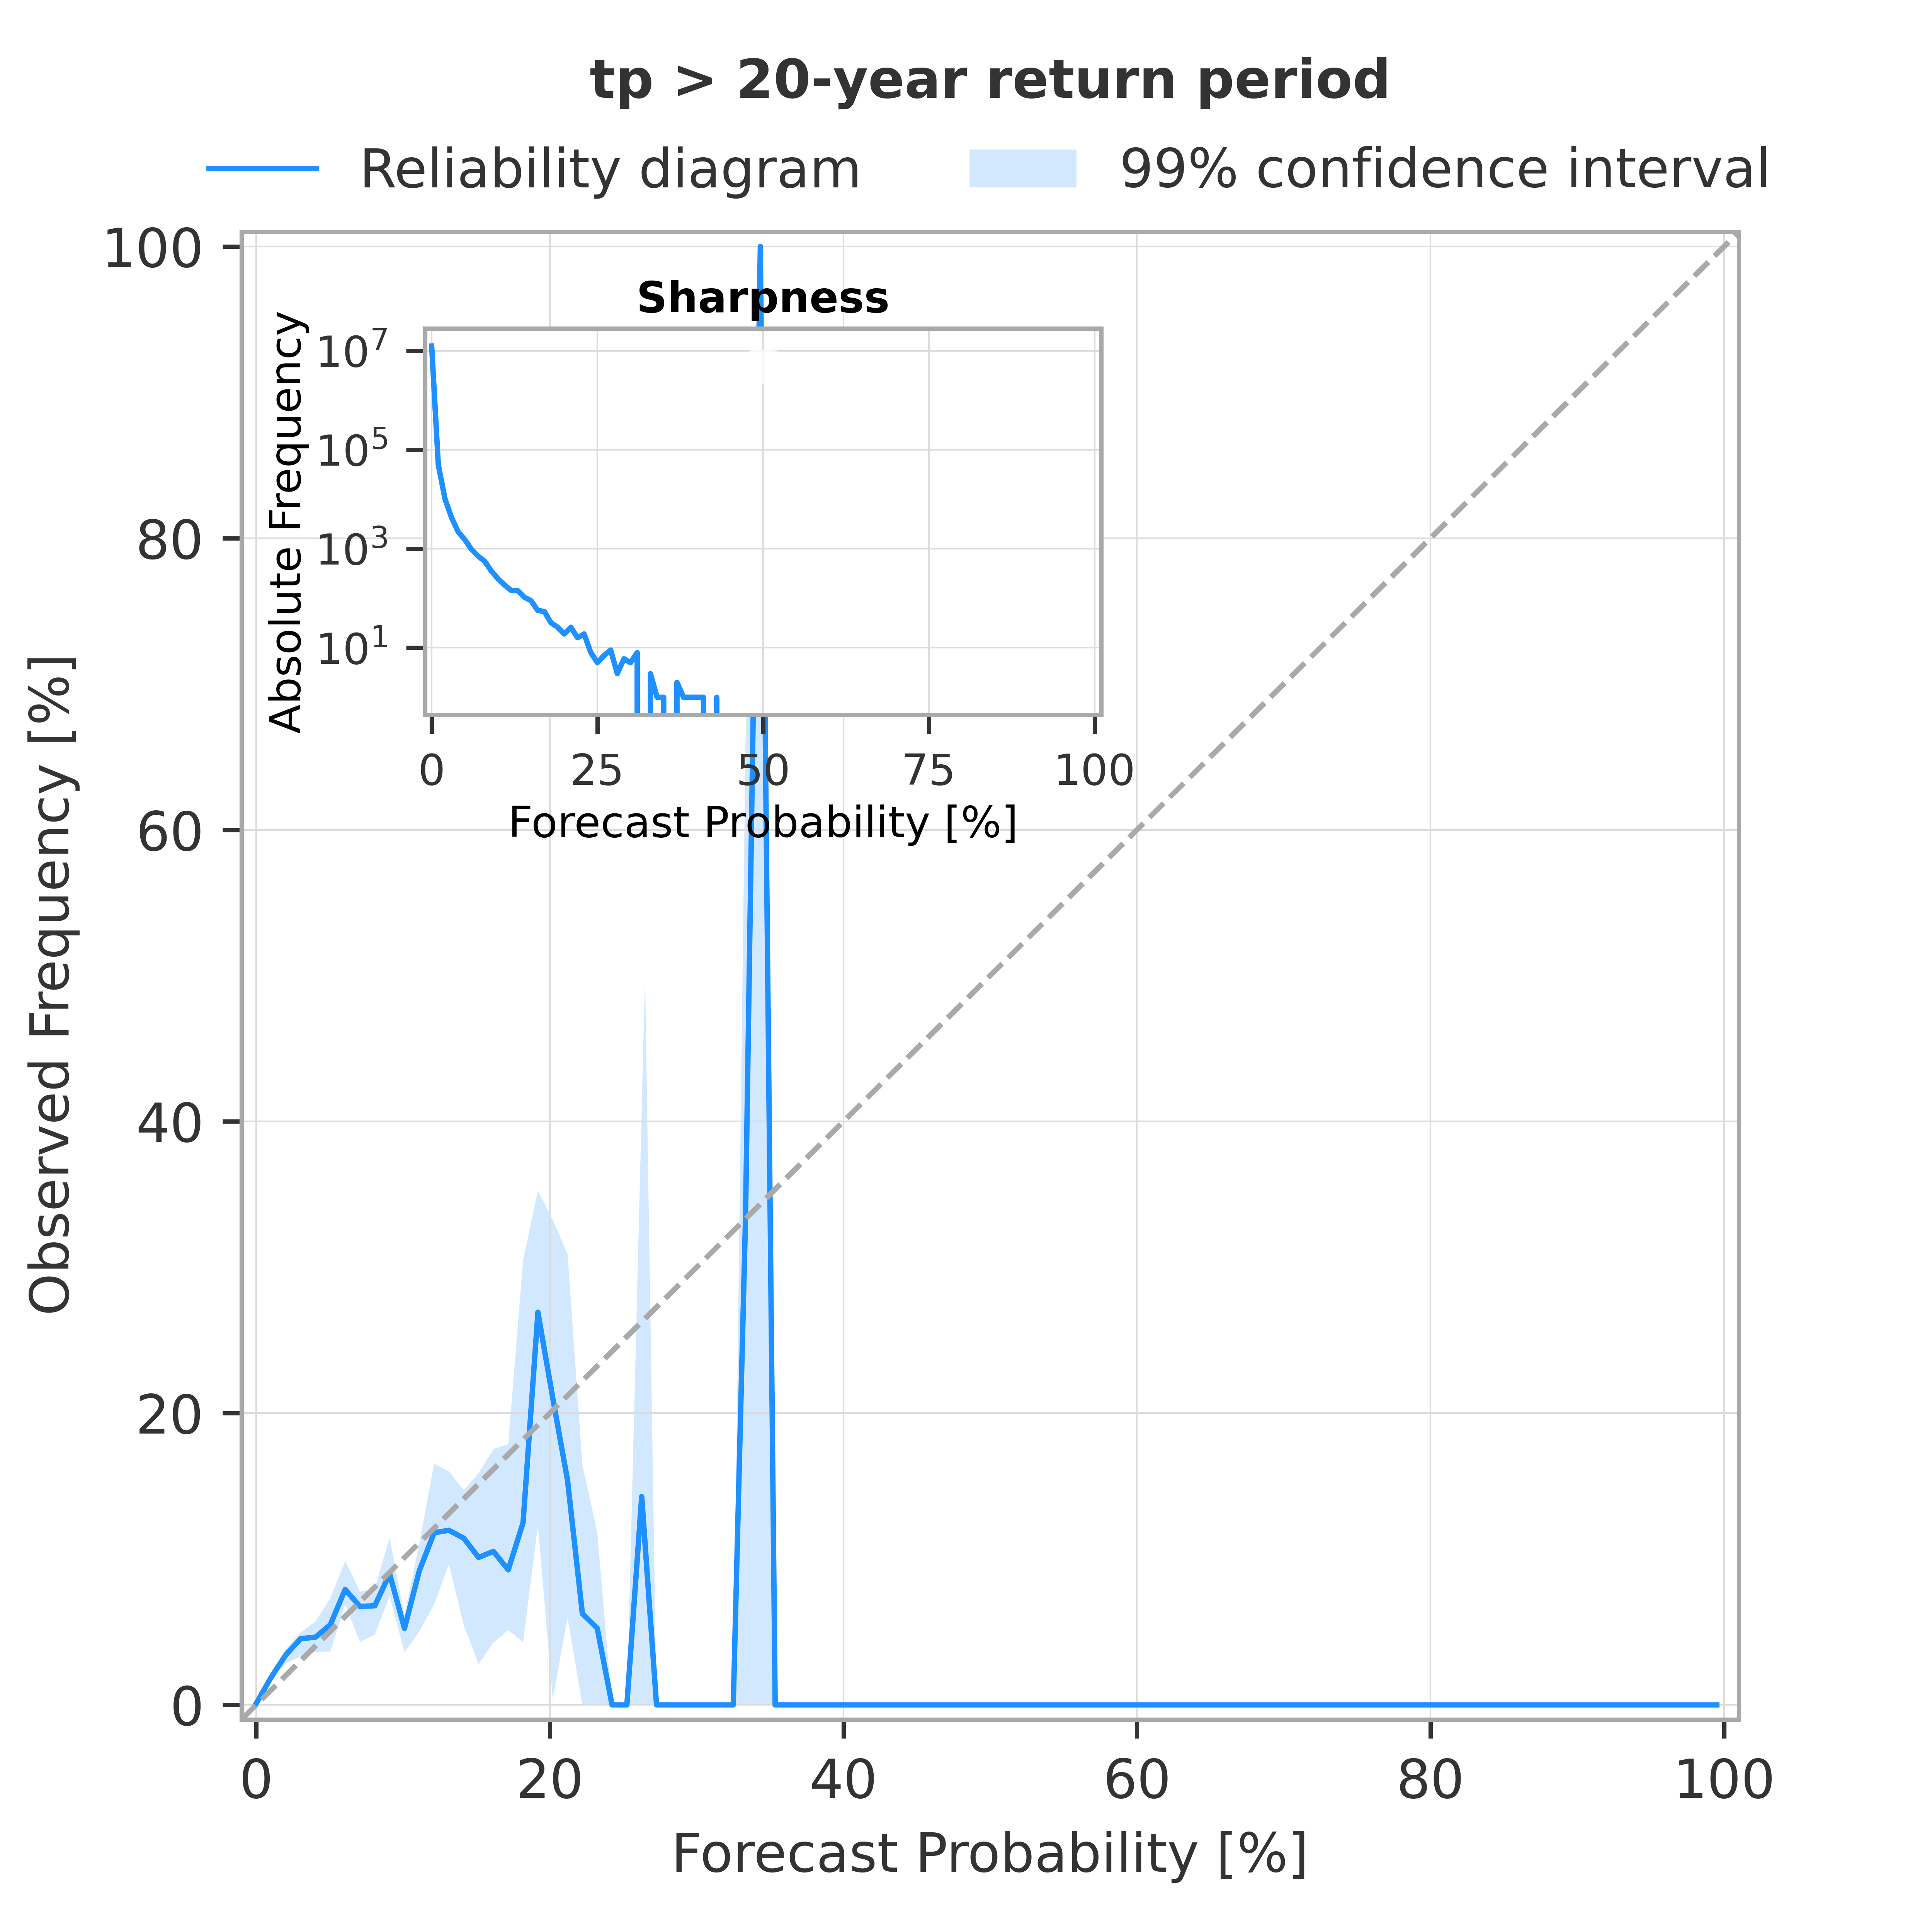 tp > 20-year return period
Reliability diagram
99% confidence interval
Observed Frequency [%]
100
80
60
40
20
0
0
20
40
60
80
100
Forecast Probability [%]
Sharpness
Absolute Frequency
10⁷
10⁵
10³
10¹
0
25
50
75
100
Forecast Probability [%]